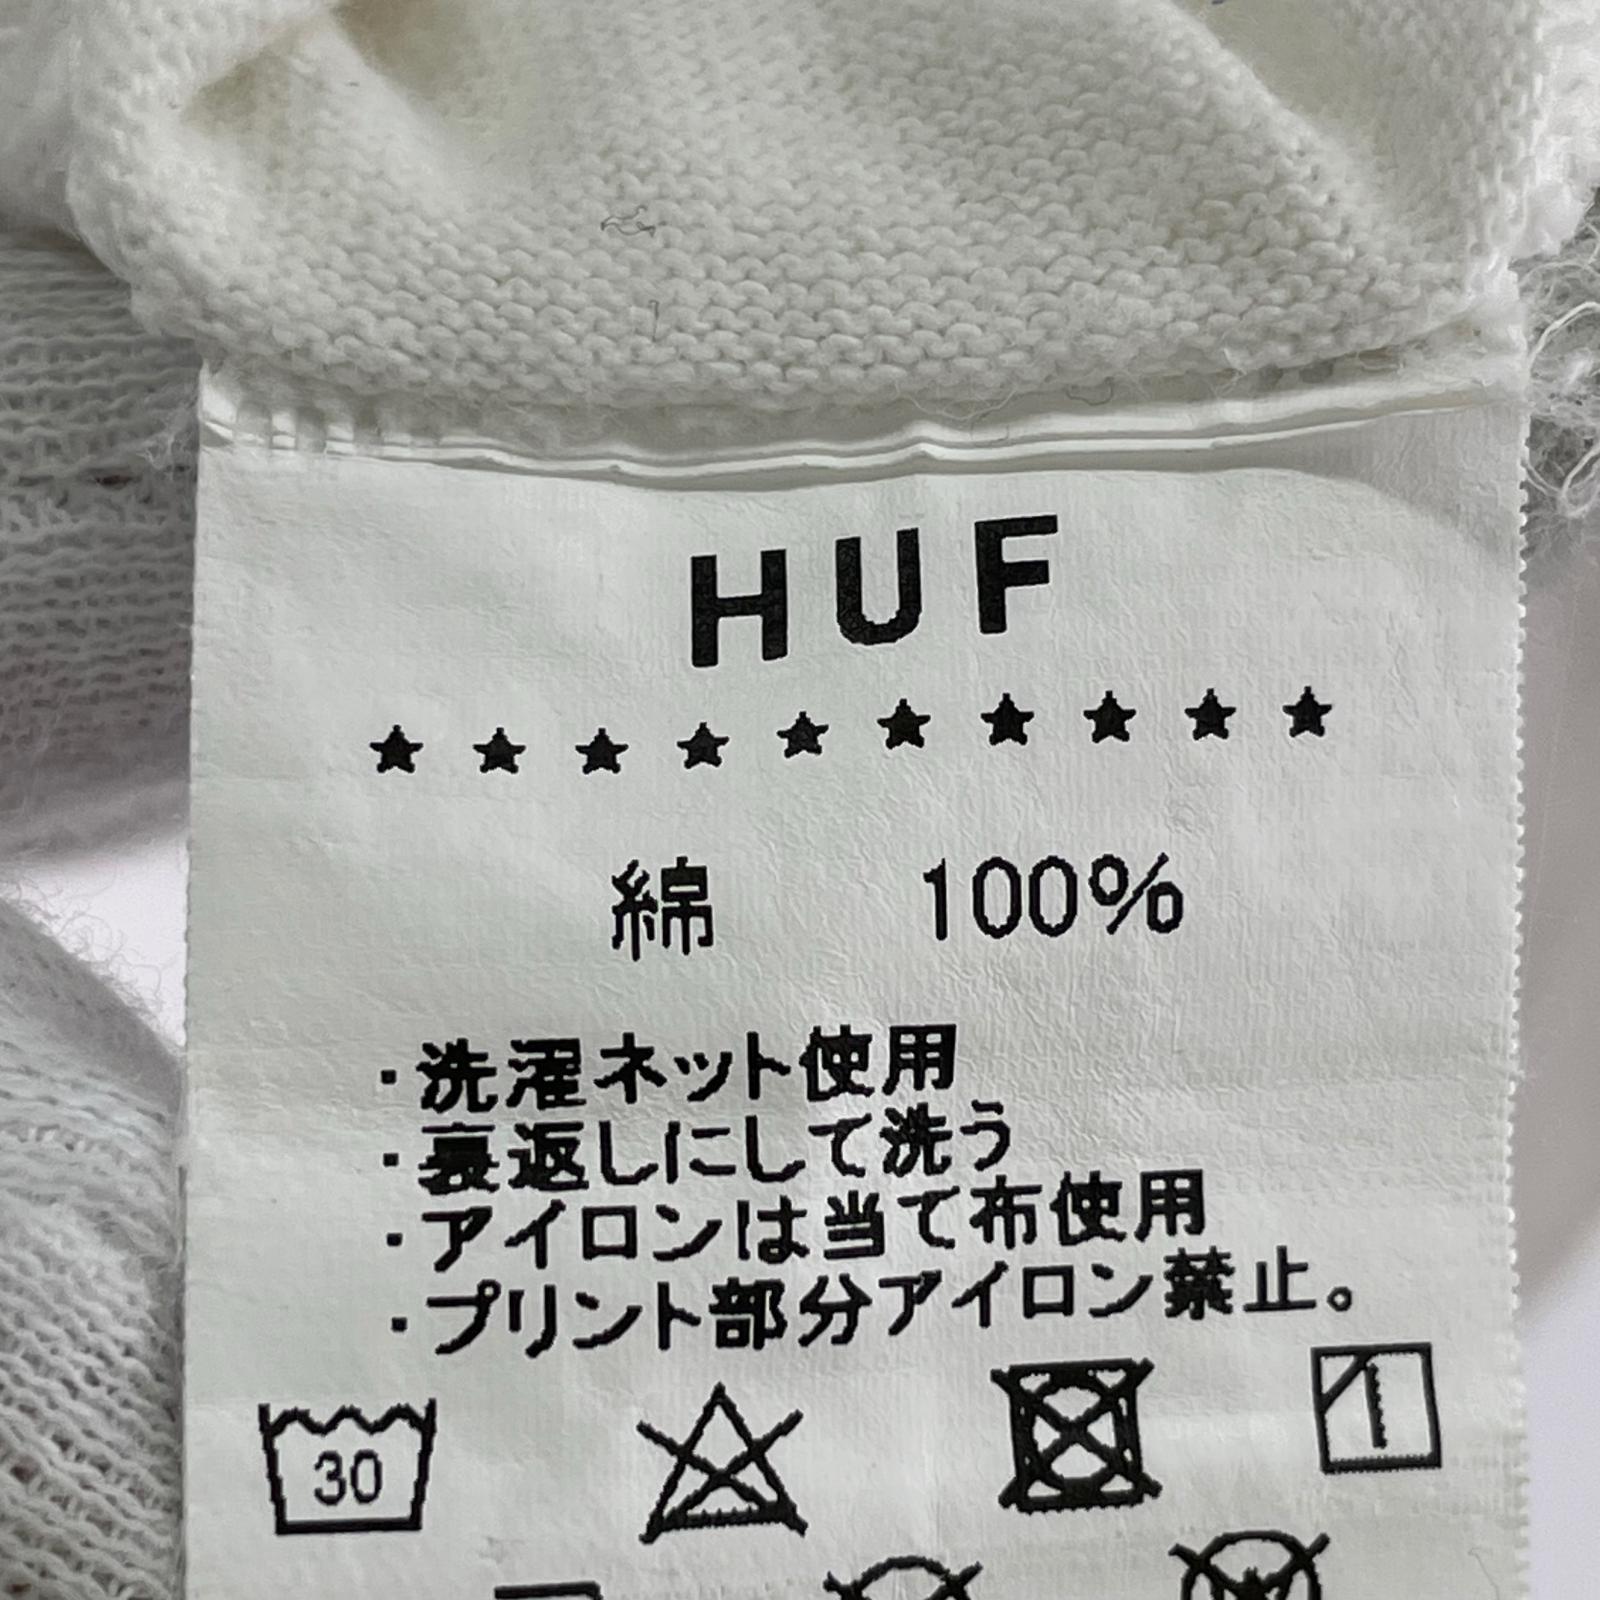 HUF
★ ★ ★ ★ ★ ★ ★ ★ ★ ★
綿 100%
・洗濯ネット使用
・裏返しにして洗う
・アイロンは当て布使用
・プリント部分アイロン禁止。
30